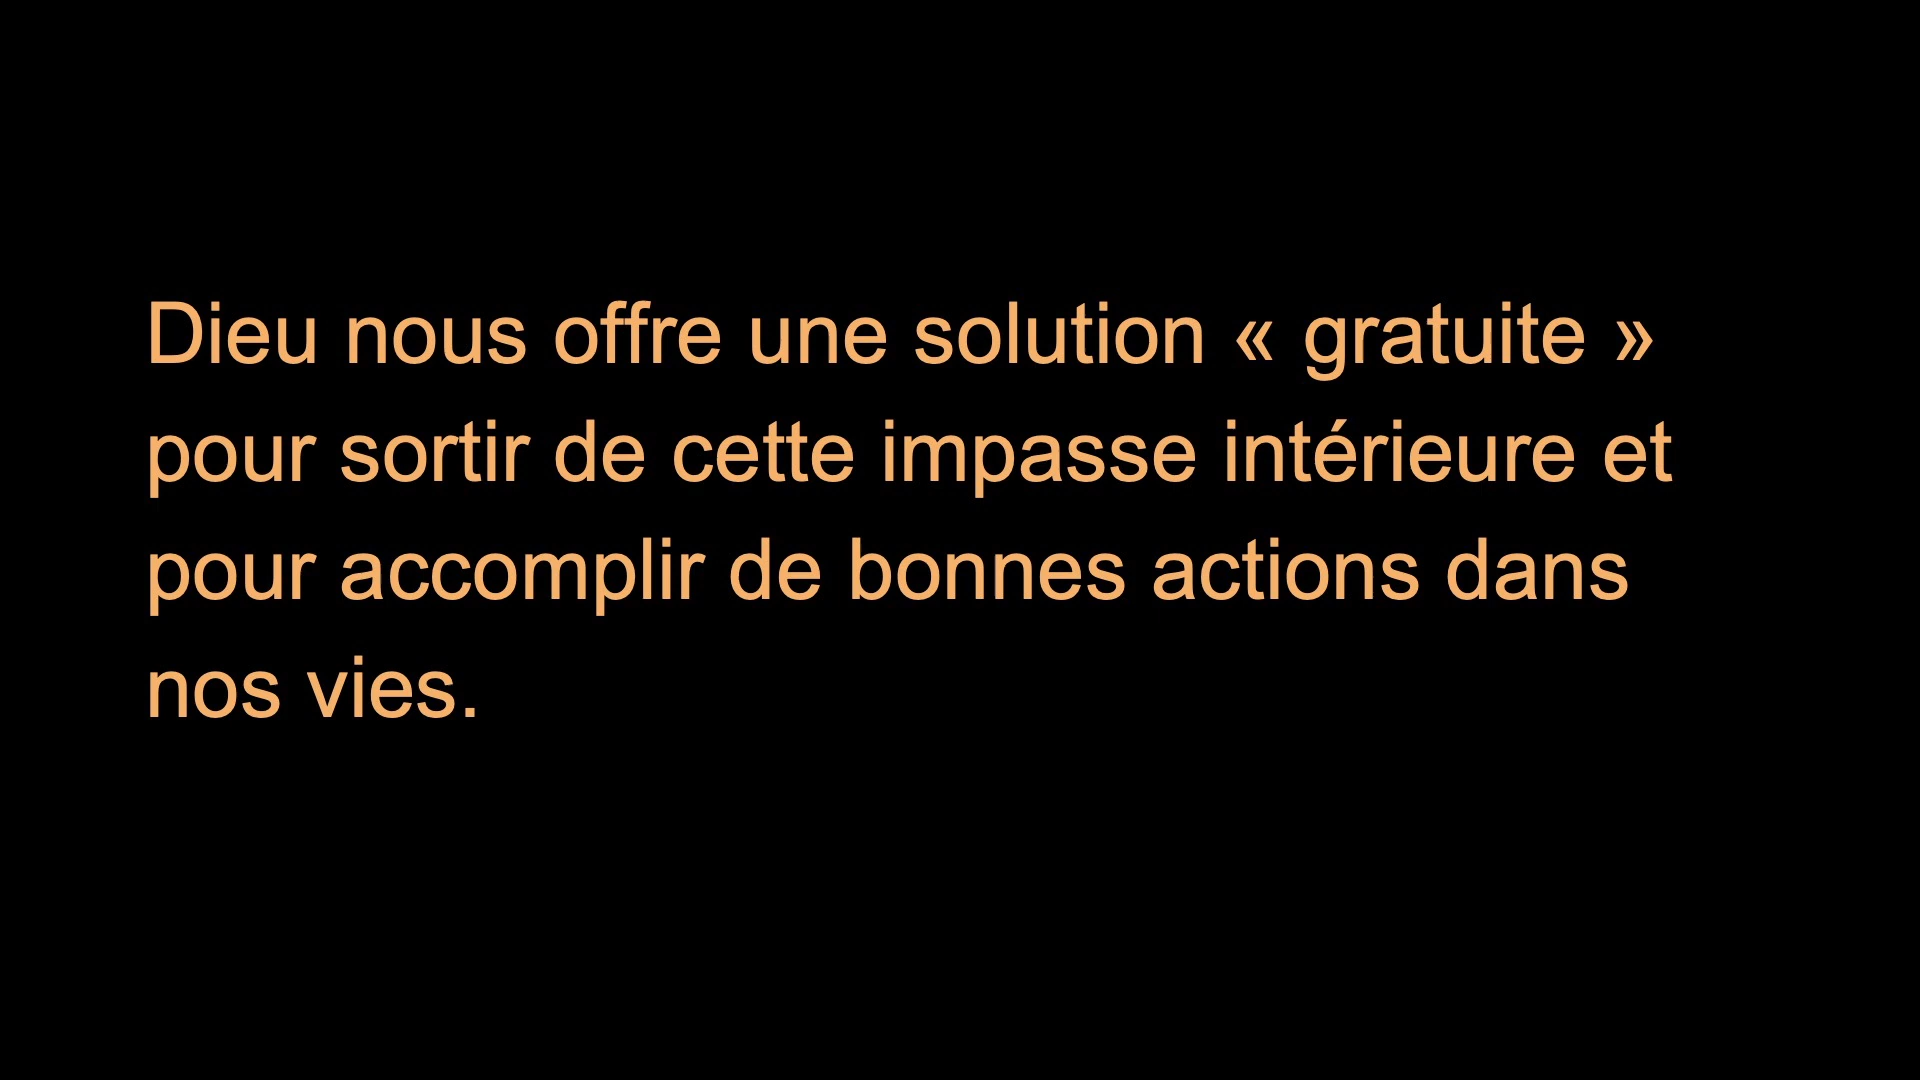 Dieu nous offre une solution « gratuite »
pour sortir de cette impasse intérieure et
pour accomplir de bonnes actions dans
nos vies.